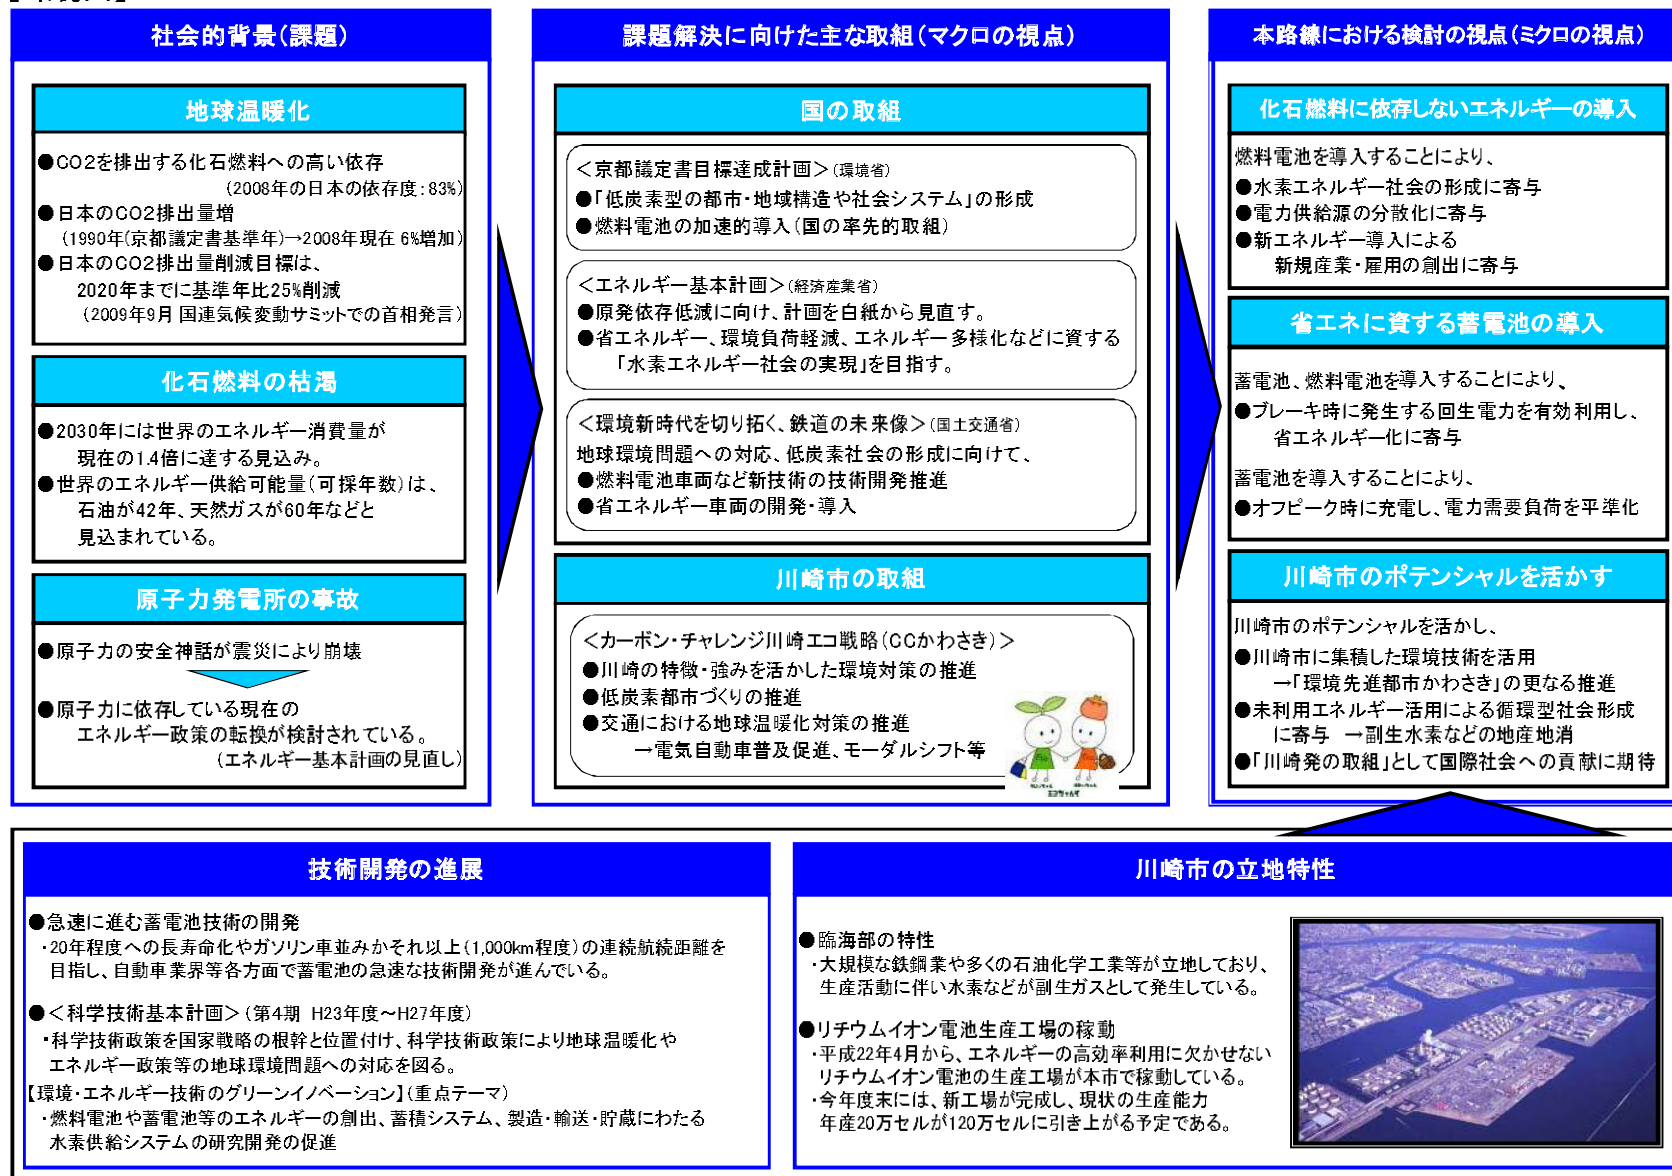 社会的背景(課題)
地球温暖化
●CO2を排出する化石燃料への高い依存
(2008年の日本の依存度:83%)
●日本のCO2排出量増
(1990年(京都議定書基準年)→2008年現在 6%増加)
●日本のCO2排出量削減目標は、
2020年までに基準年比25%削減
(2009年9月 国連気候変動サミットでの首相発言)
化石燃料の枯渇
●2030年には世界のエネルギー消費量が
現在の1.4倍に達する見込み。
●世界のエネルギー供給可能量(可採年数)は、
石油が42年、天然ガスが60年などと
見込まれている。
原子力発電所の事故
●原子力の安全神話が震災により崩壊
●原子力に依存している現在の
エネルギー政策の転換が検討されている。
(エネルギー基本計画の見直し)
課題解決に向けた主な取組(マクロの視点)
国の取組
<京都議定書目標達成計画>(環境省)
●「低炭素型の都市・地域構造や社会システム」の形成
●燃料電池の加速的導入(国の率先的取組)
<エネルギー基本計画>(経済産業省)
●原発依存低減に向け、計画を白紙から見直す。
●省エネルギー、環境負荷軽減、エネルギー多様化などに資する
「水素エネルギー社会の実現」を目指す。
<環境新時代を切り拓く、鉄道の未来像>(国土交通省)
地球環境問題への対応、低炭素社会の形成に向けて、
●燃料電池車両など新技術の技術開発推進
●省エネルギー車両の開発・導入
川崎市の取組
<カーボン・チャレンジ川崎エコ戦略(CCかわさき)>
●川崎の特徴・強みを活かした環境対策の推進
●低炭素都市づくりの推進
●交通における地球温暖化対策の推進
→電気自動車普及促進、モーダルシフト等
本路線における検討の視点(ミクロの視点)
化石燃料に依存しないエネルギーの導入
燃料電池を導入することにより、
●水素エネルギー社会の形成に寄与
●電力供給源の分散化に寄与
●新エネルギー導入による
新規産業・雇用の創出に寄与
省エネに資する蓄電池の導入
蓄電池、燃料電池を導入することにより、
●ブレーキ時に発生する回生電力を有効利用し、
省エネルギー化に寄与
蓄電池を導入することにより、
●オフピーク時に充電し、電力需要負荷を平準化
川崎市のポテンシャルを活かす
川崎市のポテンシャルを活かし、
●川崎市に集積した環境技術を活用
→「環境先進都市かわさき」の更なる推進
●未利用エネルギー活用による循環型社会形成
に寄与 →副生水素などの地産地消
●「川崎発の取組」として国際社会への貢献に期待
技術開発の進展
●急速に進む蓄電池技術の開発
・20年程度への長寿命化やガソリン車並みかそれ以上(1,000km程度)の連続航続距離を
目指し、自動車業界等各方面で蓄電池の急速な技術開発が進んでいる。
●<科学技術基本計画>(第4期 H23年度~H27年度)
・科学技術政策を国家戦略の根幹と位置付け、科学技術政策により地球温暖化や
エネルギー政策等の地球環境問題への対応を図る。
【環境・エネルギー技術のグリーンイノベーション】(重点テーマ)
・燃料電池や蓄電池等のエネルギーの創出、蓄積システム、製造・輸送・貯蔵にわたる
水素供給システムの研究開発の促進
川崎市の立地特性
●臨海部の特性
・大規模な鉄鋼業や多くの石油化学工業等が立地しており、
生産活動に伴い水素などが副生ガスとして発生している。
●リチウムイオン電池生産工場の稼動
・平成22年4月から、エネルギーの高効率利用に欠かせない
リチウムイオン電池の生産工場が本市で稼動している。
・今年度末には、新工場が完成し、現状の生産能力
年産20万セルが120万セルに引き上がる予定である。